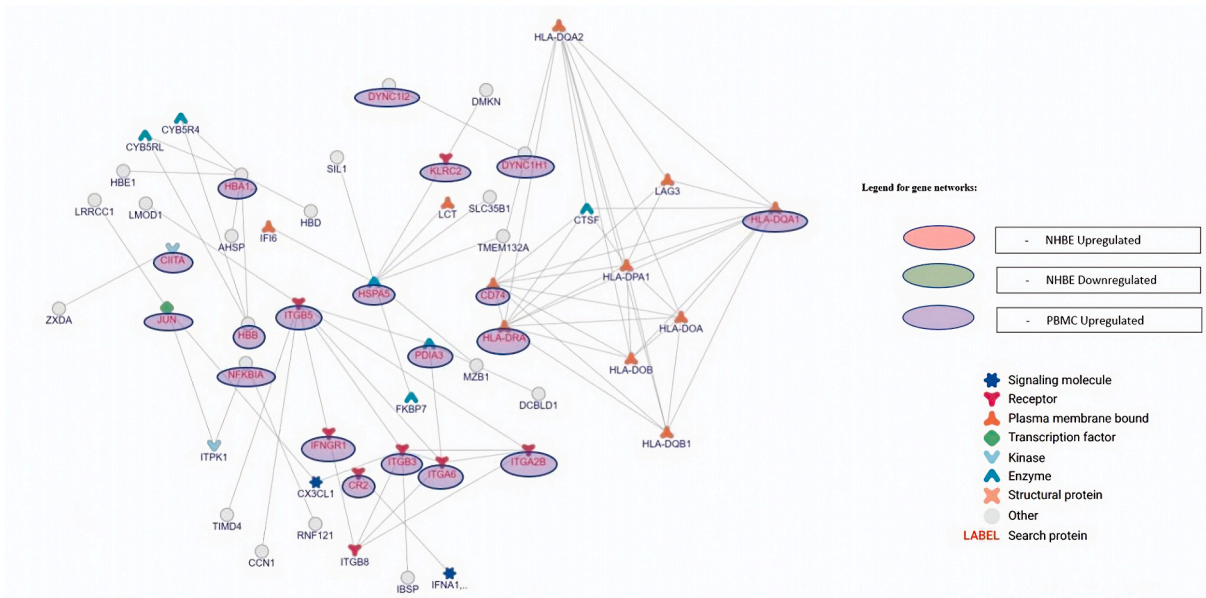 HLA-DQA2
DYNC1I2
DMKN
CYB5R4
CYB5RL
SIL1
KLRC2
DYNC1H1
HBE1
HBA1
LAG3
LRRCC1
LMOD1
HBD
LCT
SLC35B1
CTSF
HLA-DQA1
IFI6
AHSP
TMEM132A
CIITA
HLA-DPA1
HSPA5
CD74
ZXDA
JUN
ITGB5
HLA-DOA
HBB
HLA-DRA
PDIA3
NFKBIA
MZB1
HLA-DOB
FKBP7
DCBLD1
IFNGR1
HLA-DQB1
ITPK1
ITGB3
ITGA6
ITGA2B
CX3CL1
CR2
TIMD4
RNF121
CCN1
ITGB8
IBSP
IFNA1,..
Legend for gene networks:
- NHBE Upregulated
- NHBE Downregulated
- PBMC Upregulated
Signaling molecule
Receptor
Plasma membrane bound
Transcription factor
Kinase
Enzyme
Structural protein
Other
LABEL Search protein